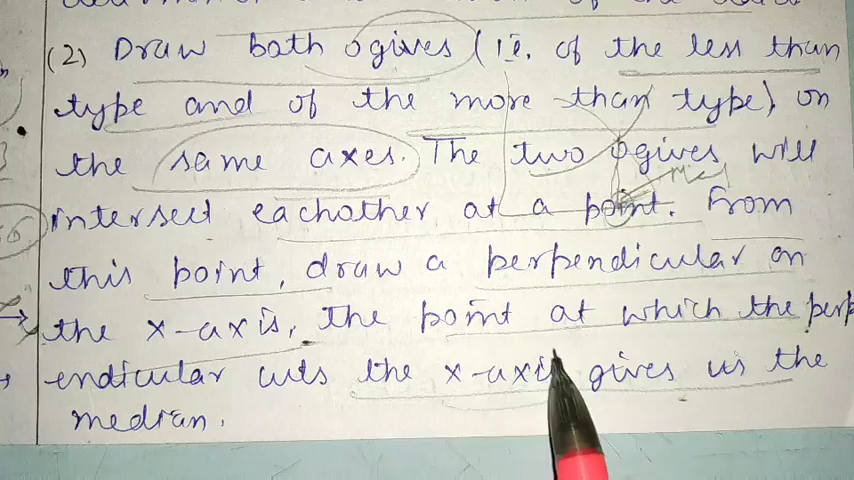 (2) Draw both ogives (i.e. of the less than
type and of the more than type) on
the same axes. The two ogives will
intersect eachother at a point. From
this point, draw a perpendicular on
the x-axis, the point at which the perp
endicular cuts the x-axis gives us the
median.